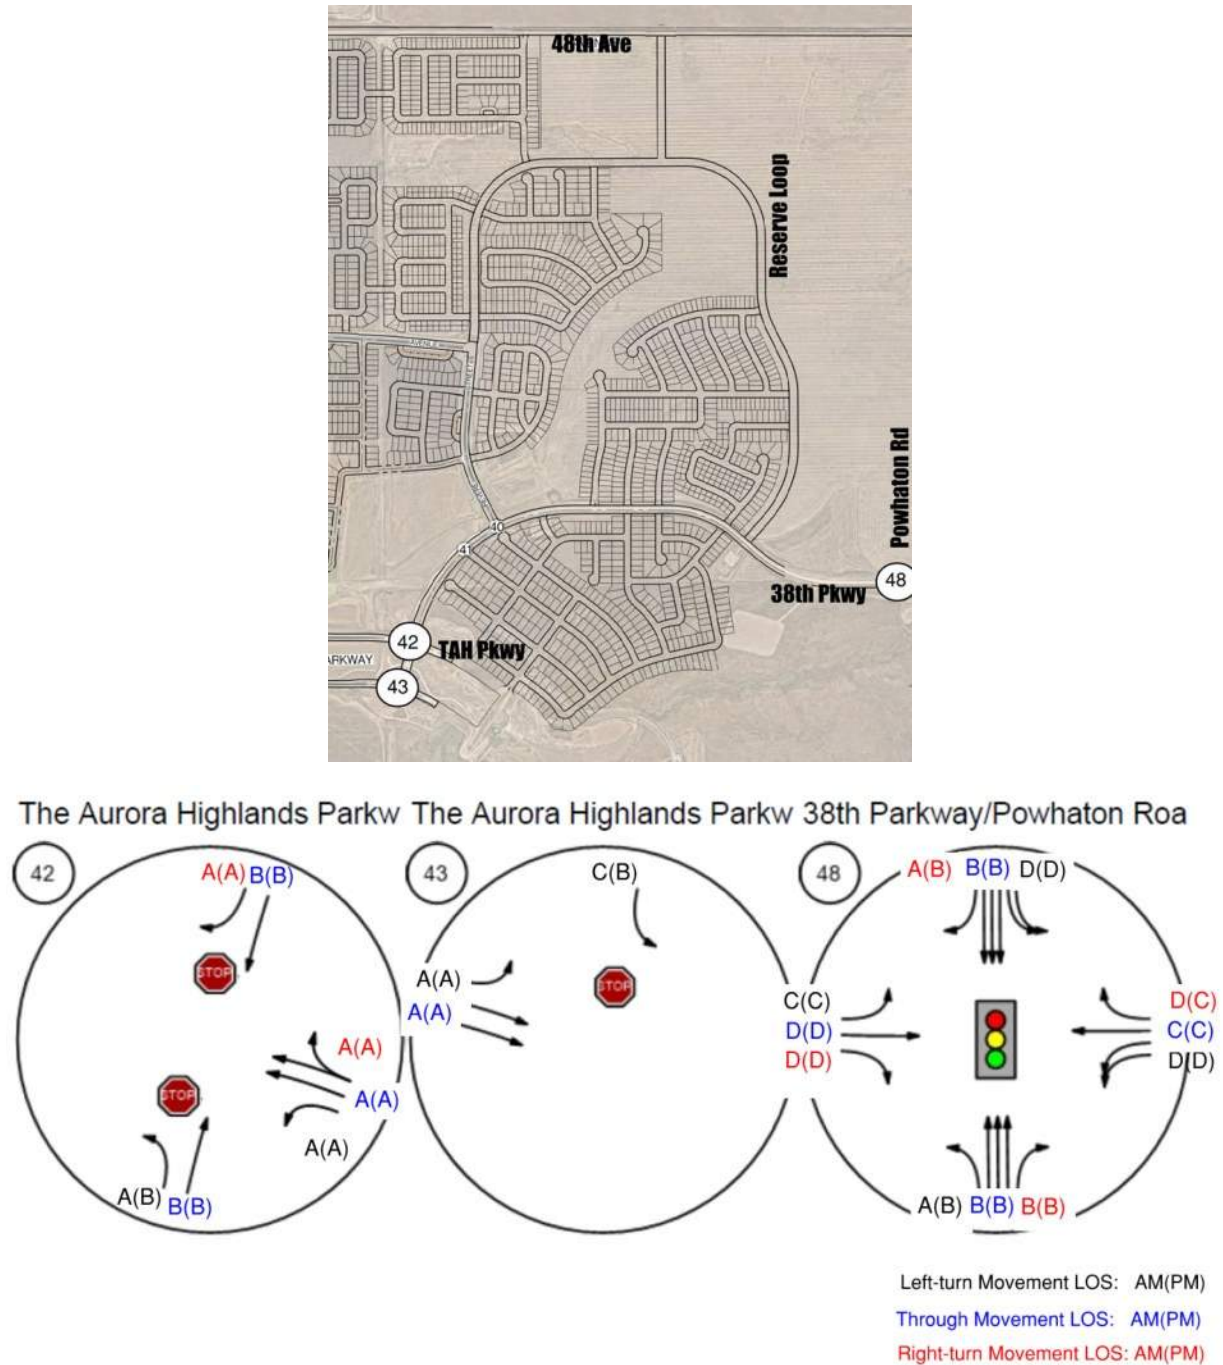 48th Ave
Reserve Loop
AVENUE
Powhaton Rd
40
41
48
38th Pkwy
42
TAH Pkwy
ARKWAY
43
The Aurora Highlands Parkw
The Aurora Highlands Parkw
38th Parkway/Powhaton Roa
42
A(A) B(B)
STOP
STOP
A(A)
A(A)
A(A)
A(B) B(B)
43
C(B)
A(A)
A(A)
STOP
48
A(B) B(B) D(D)
C(C)
D(D)
D(D)
D(C)
C(C)
D(D)
A(B) B(B) B(B)
Left-turn Movement LOS: AM(PM)
Through Movement LOS: AM(PM)
Right-turn Movement LOS: AM(PM)